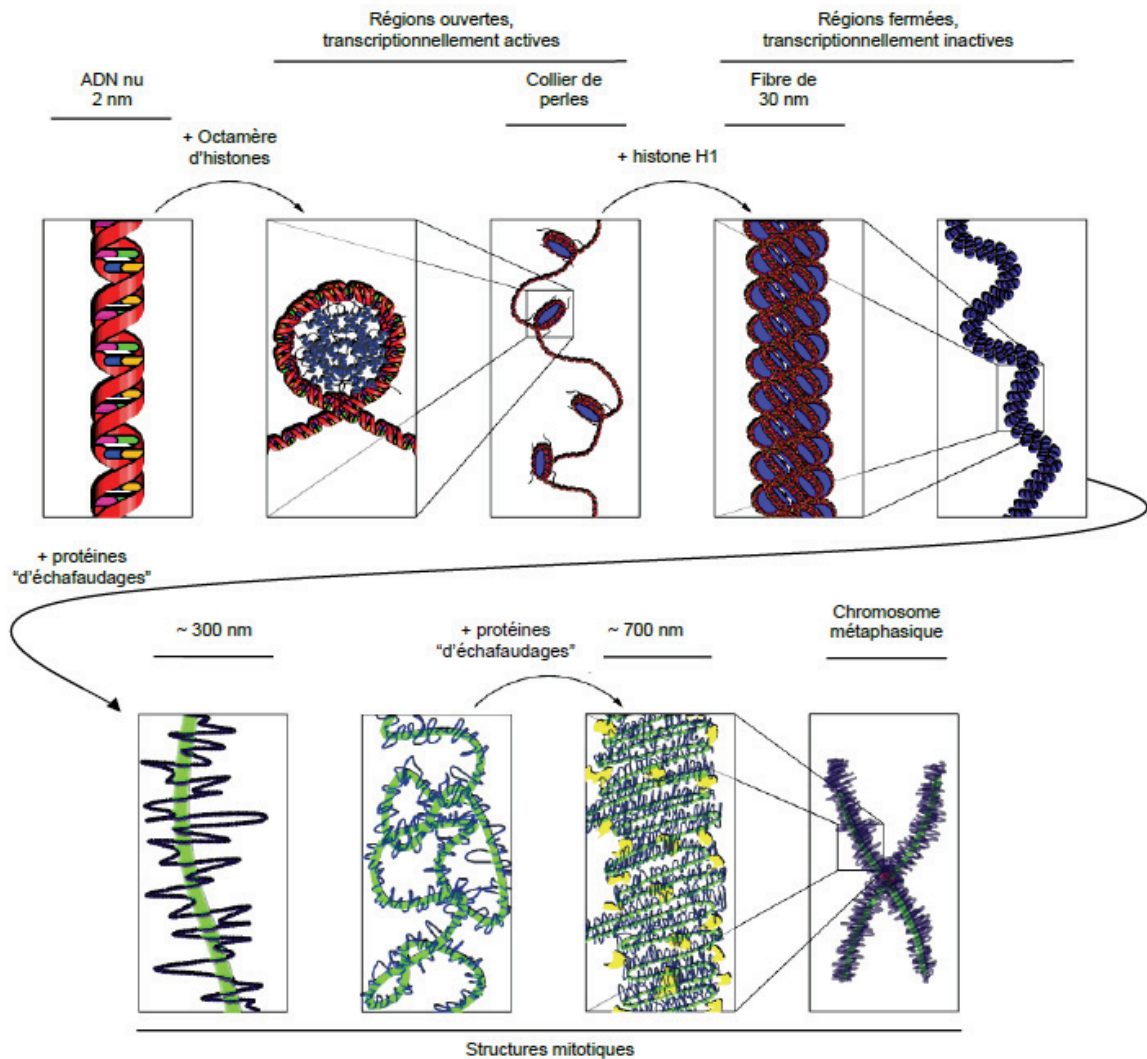 Régions ouvertes,
transcriptionnellement actives
Régions fermées,
transcriptionnellement inactives
ADN nu
2 nm
Collier de
perles
Fibre de
30 nm
+ Octamère
d'histones
+ histone H1
+ protéines
“d'échafaudages”
~ 300 nm
+ protéines
“d'échafaudages”
~ 700 nm
Chromosome
métaphasique
Structures mitotiques